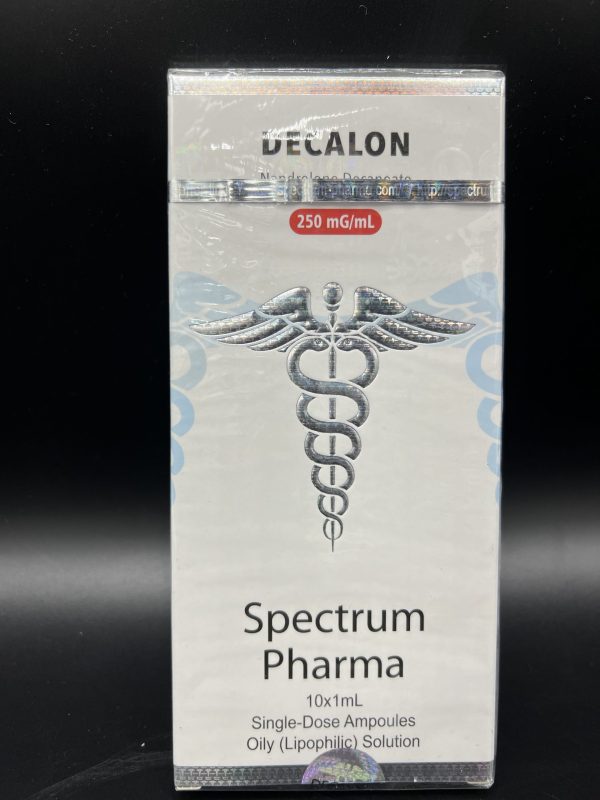 DECALON
Nandrolone Decanoate
250 mG/mL
Spectrum
Pharma
10x1mL
Single-Dose Ampoules
Oily (Lipophilic) Solution